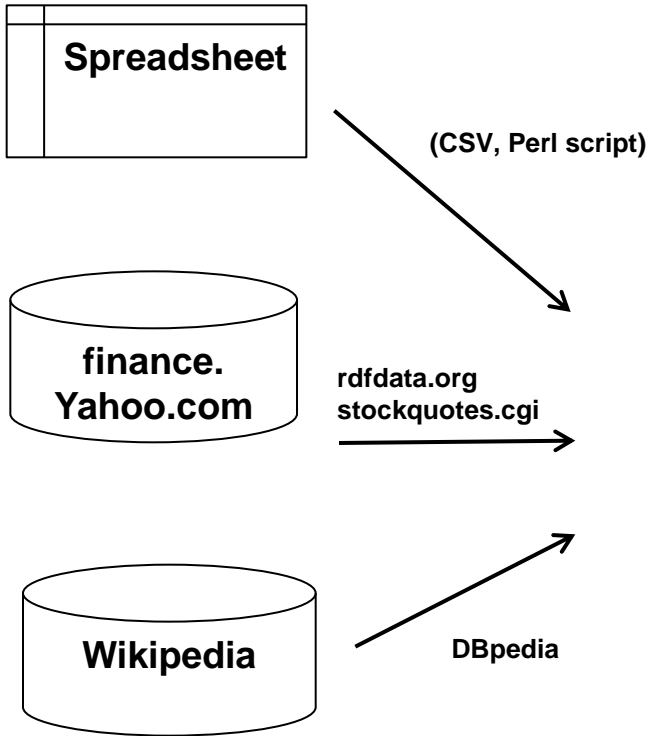 Spreadsheet
(CSV, Perl script)
finance.
Yahoo.com
rdfdata.org
stockquotes.cgi
Wikipedia
DBpedia